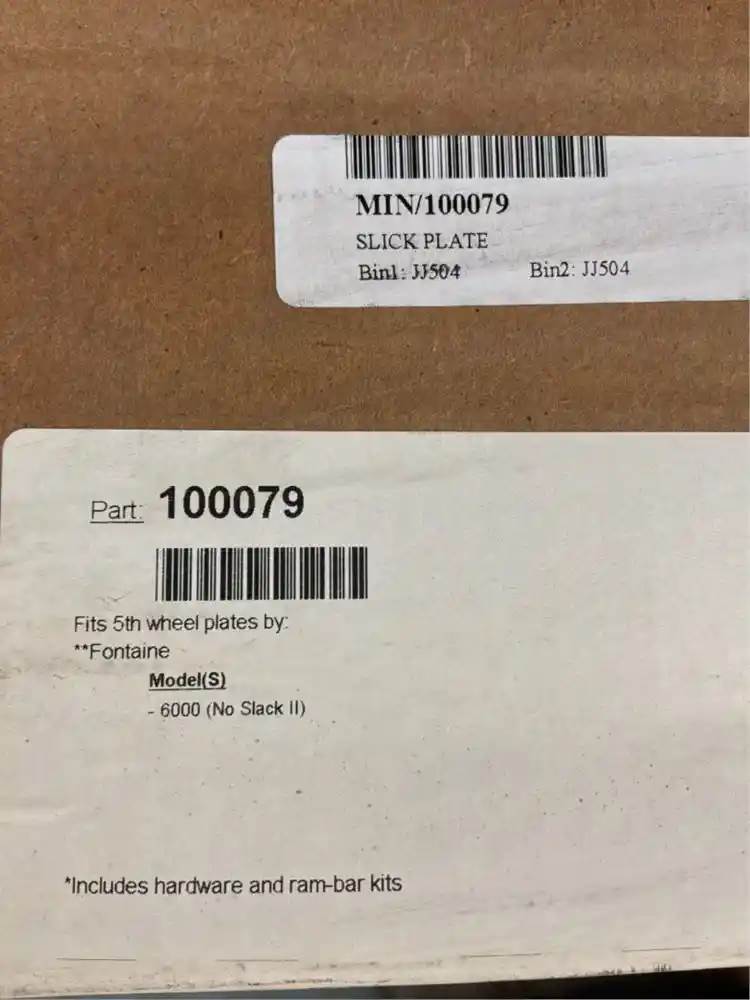 MIN/100079
SLICK PLATE
Bin1: JJ504 Bin2: JJ504
Part: 100079
Fits 5th wheel plates by:
**Fontaine
Model(S)
- 6000 (No Slack II)
*Includes hardware and ram-bar kits